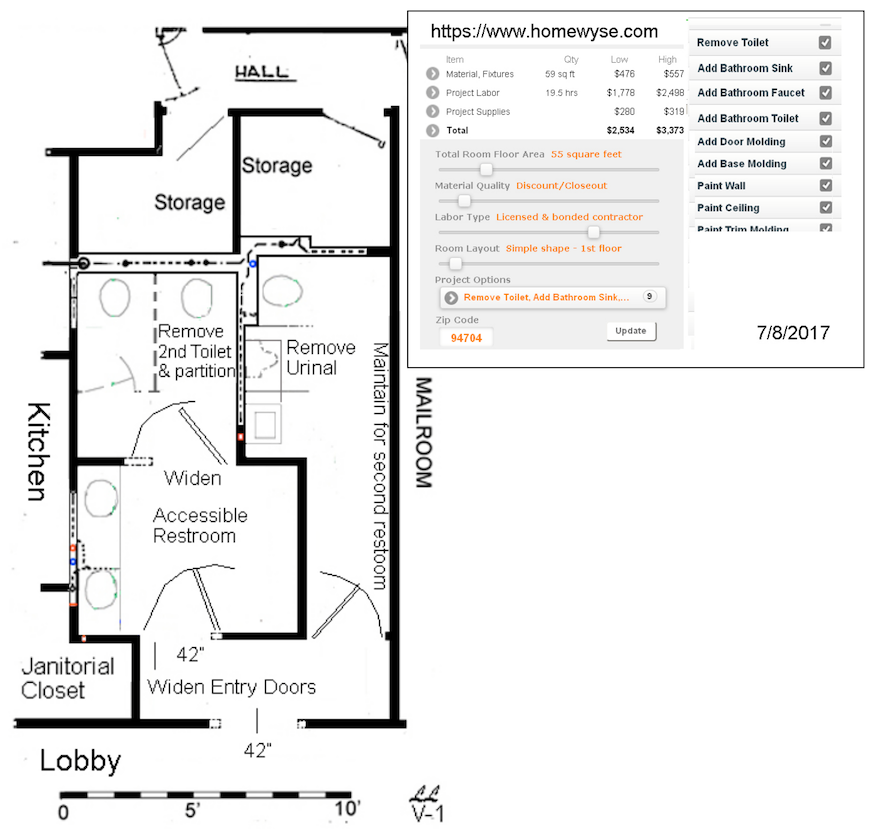 https://www.homewyse.com
Item Qty Low High
Material, Fixtures 59 sq ft $476 $557
Project Labor 19.5 hrs $1,778 $2,498
Project Supplies $280 $319
Total $2,534 $3,373
Total Room Floor Area 55 square feet
Material Quality Discount/Closeout
Labor Type Licensed & bonded contractor
Room Layout Simple shape - 1st floor
Project Options
Remove Toilet, Add Bathroom Sink,... 9
Zip Code
94704
Update
Remove Toilet
Add Bathroom Sink
Add Bathroom Faucet
Add Bathroom Toilet
Add Door Molding
Add Base Molding
Paint Wall
Paint Ceiling
Paint Trim Molding
7/8/2017
HALL
Storage
Storage
Remove
2nd Toilet
& partition
Remove
Urinal
Maintain for second restoom
MAILROOM
Kitchen
Widen
Accessible
Restroom
42"
Janitorial
Closet
Widen Entry Doors
42"
Lobby
0 5' 10'
V-1